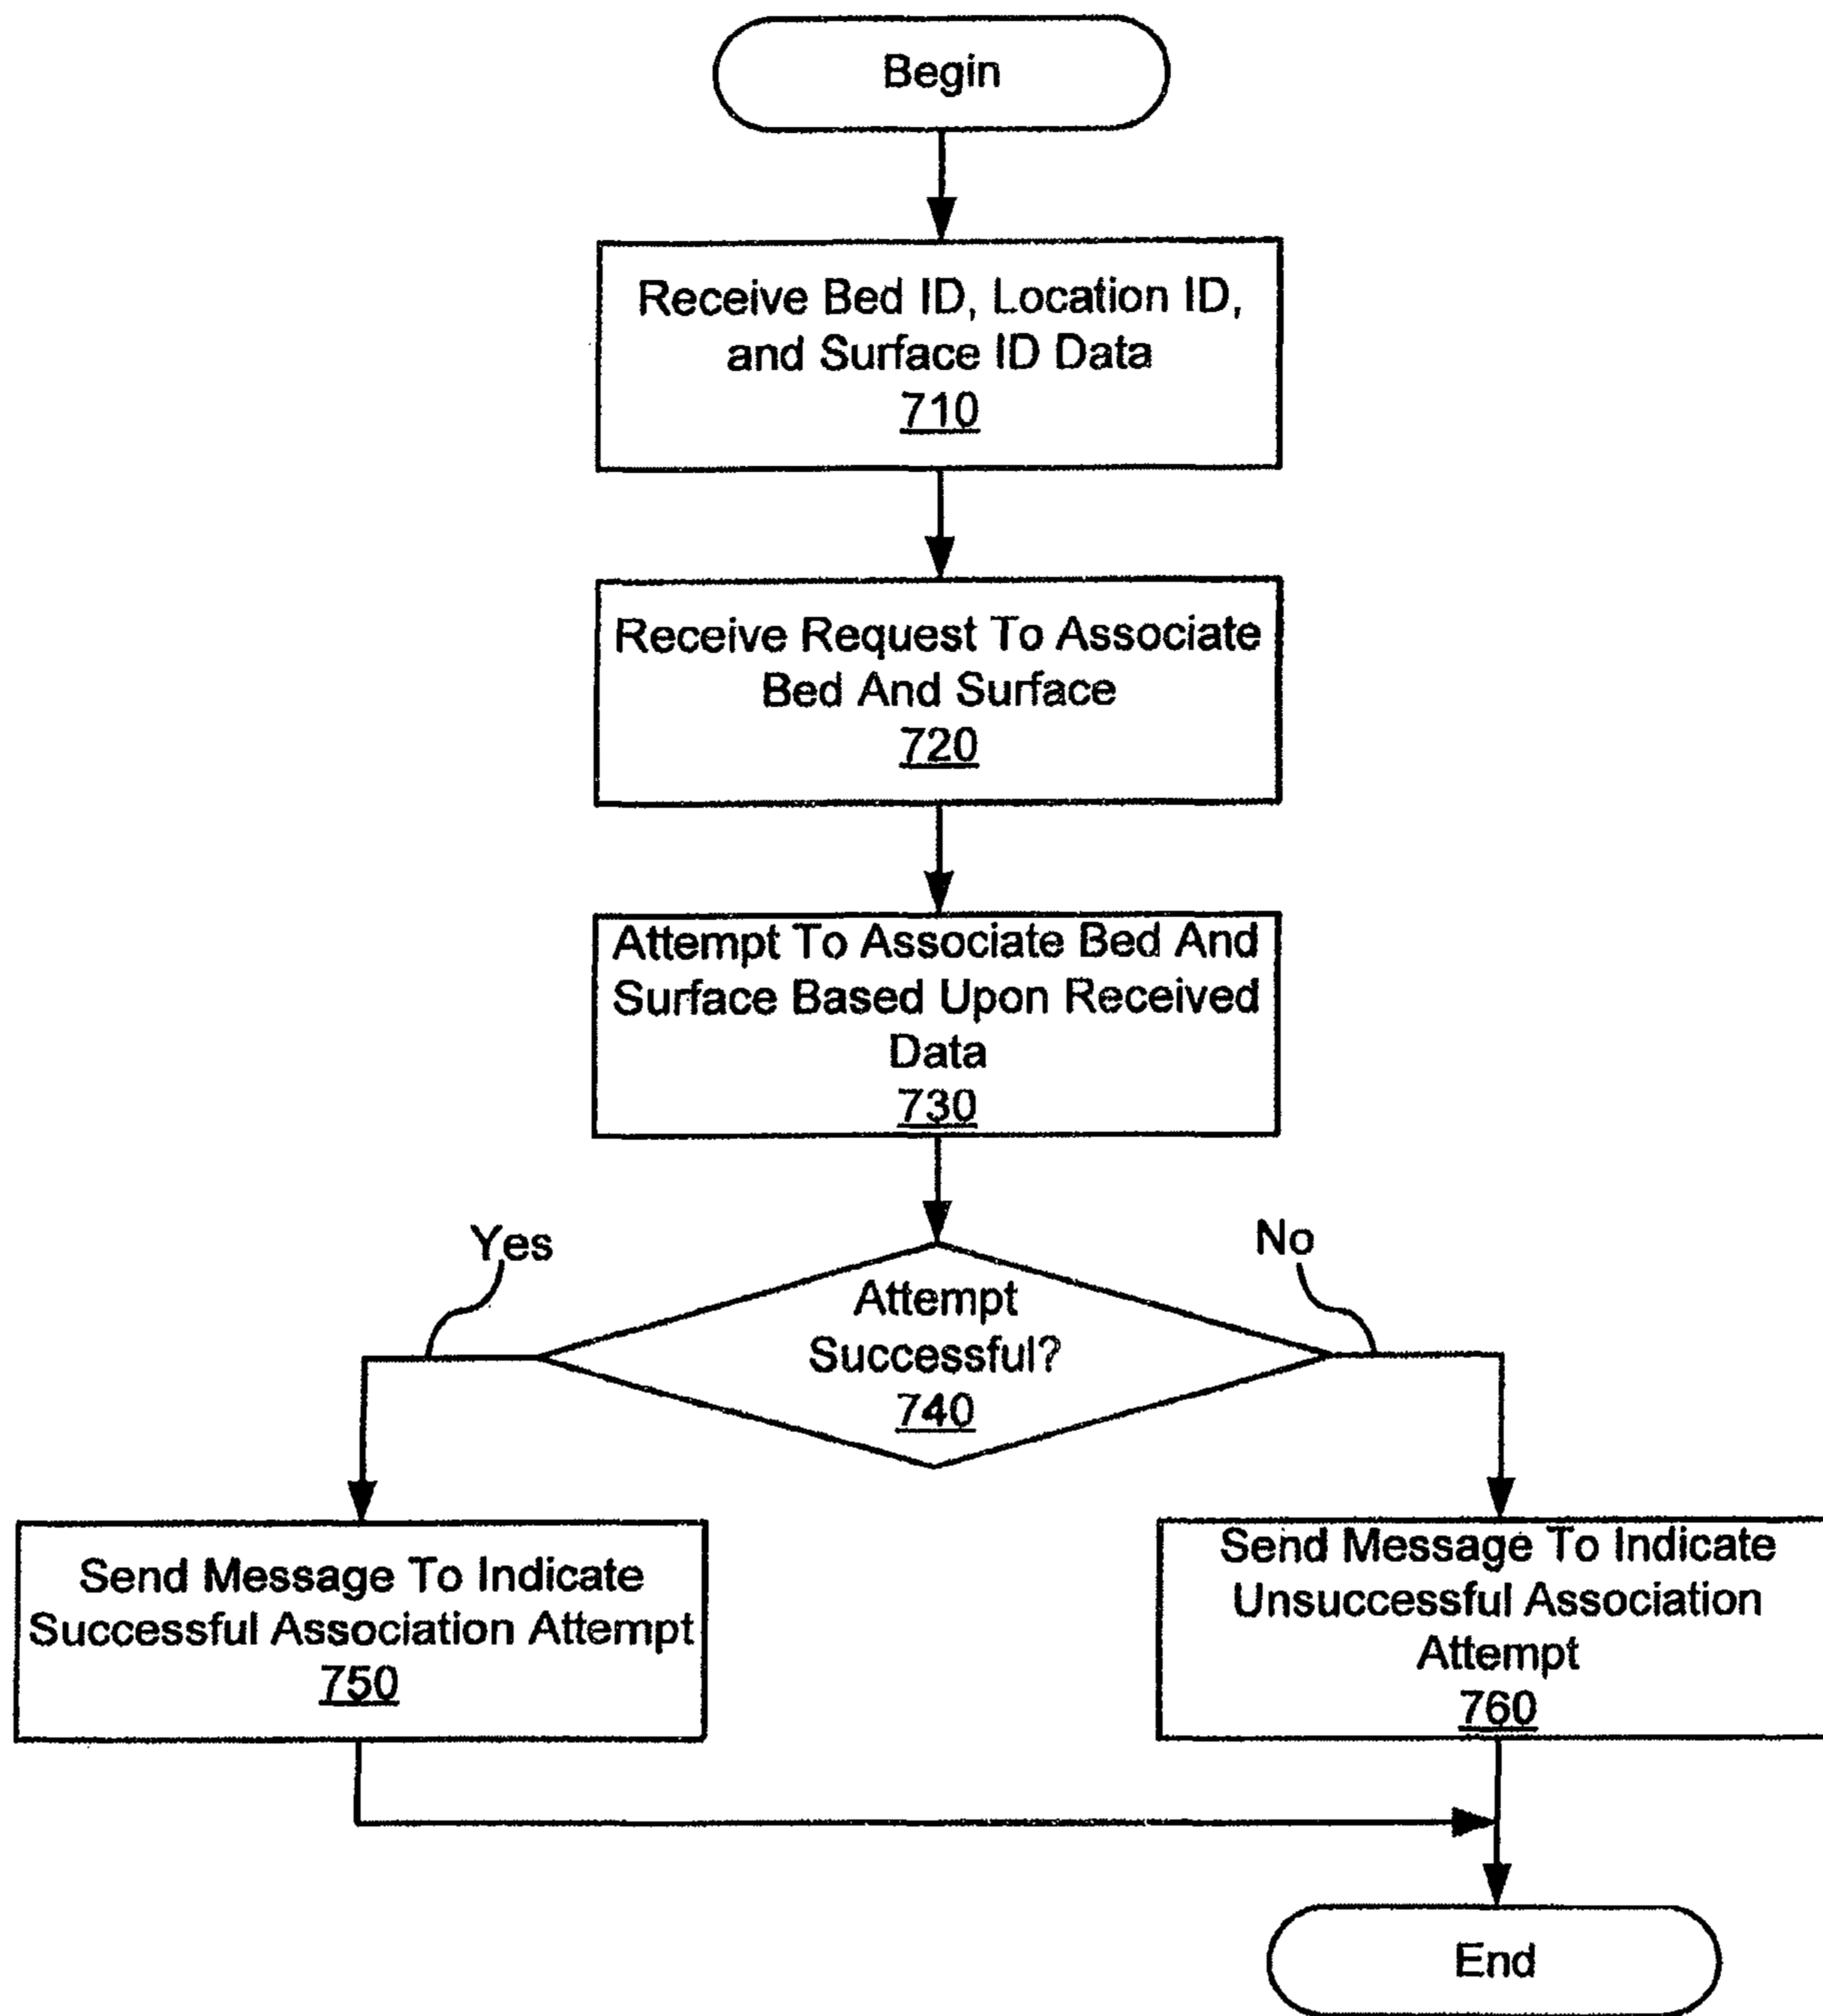 Begin
Receive Bed ID, Location ID,
and Surface ID Data
710
Receive Request To Associate
Bed And Surface
720
Attempt To Associate Bed And
Surface Based Upon Received
Data
730
Yes
No
Attempt
Successful?
740
Send Message To Indicate
Successful Association Attempt
750
Send Message To Indicate
Unsuccessful Association
Attempt
760
End